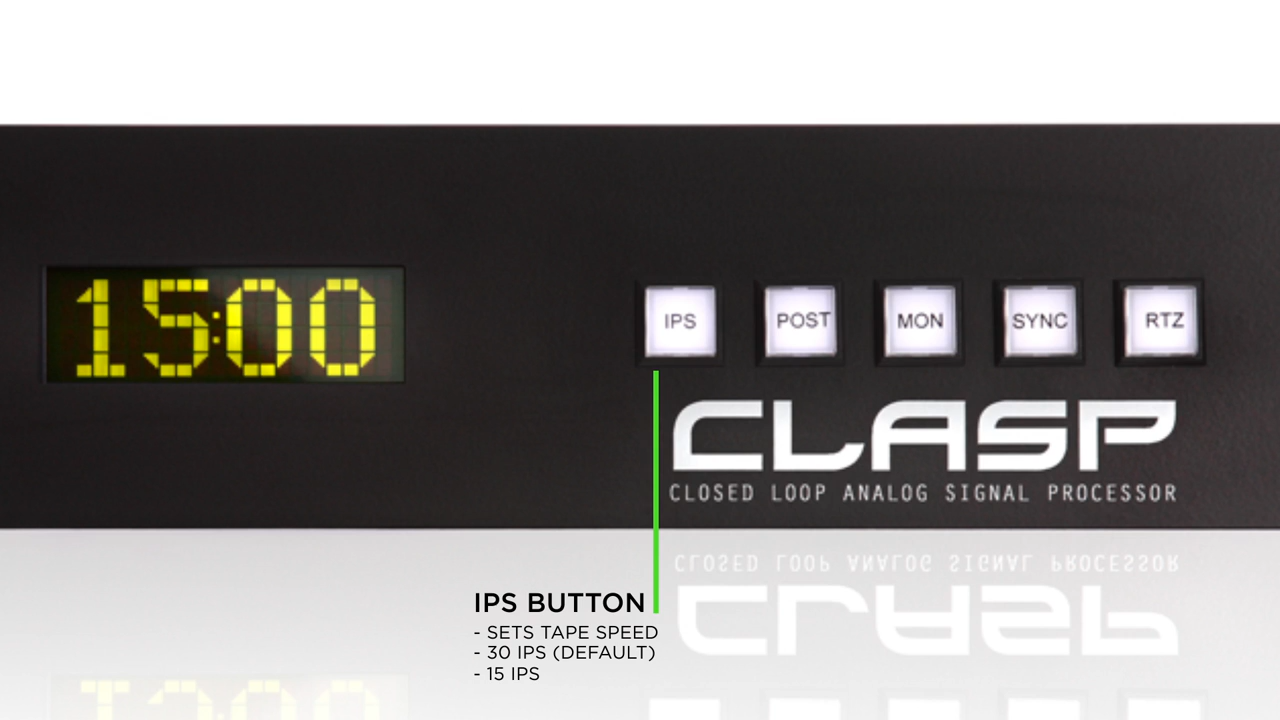 15:00
IPS POST MON SYNC RTZ
CLASP
CLOSED LOOP ANALOG SIGNAL PROCESSOR
IPS BUTTON
- SETS TAPE SPEED
- 30 IPS (DEFAULT)
- 15 IPS